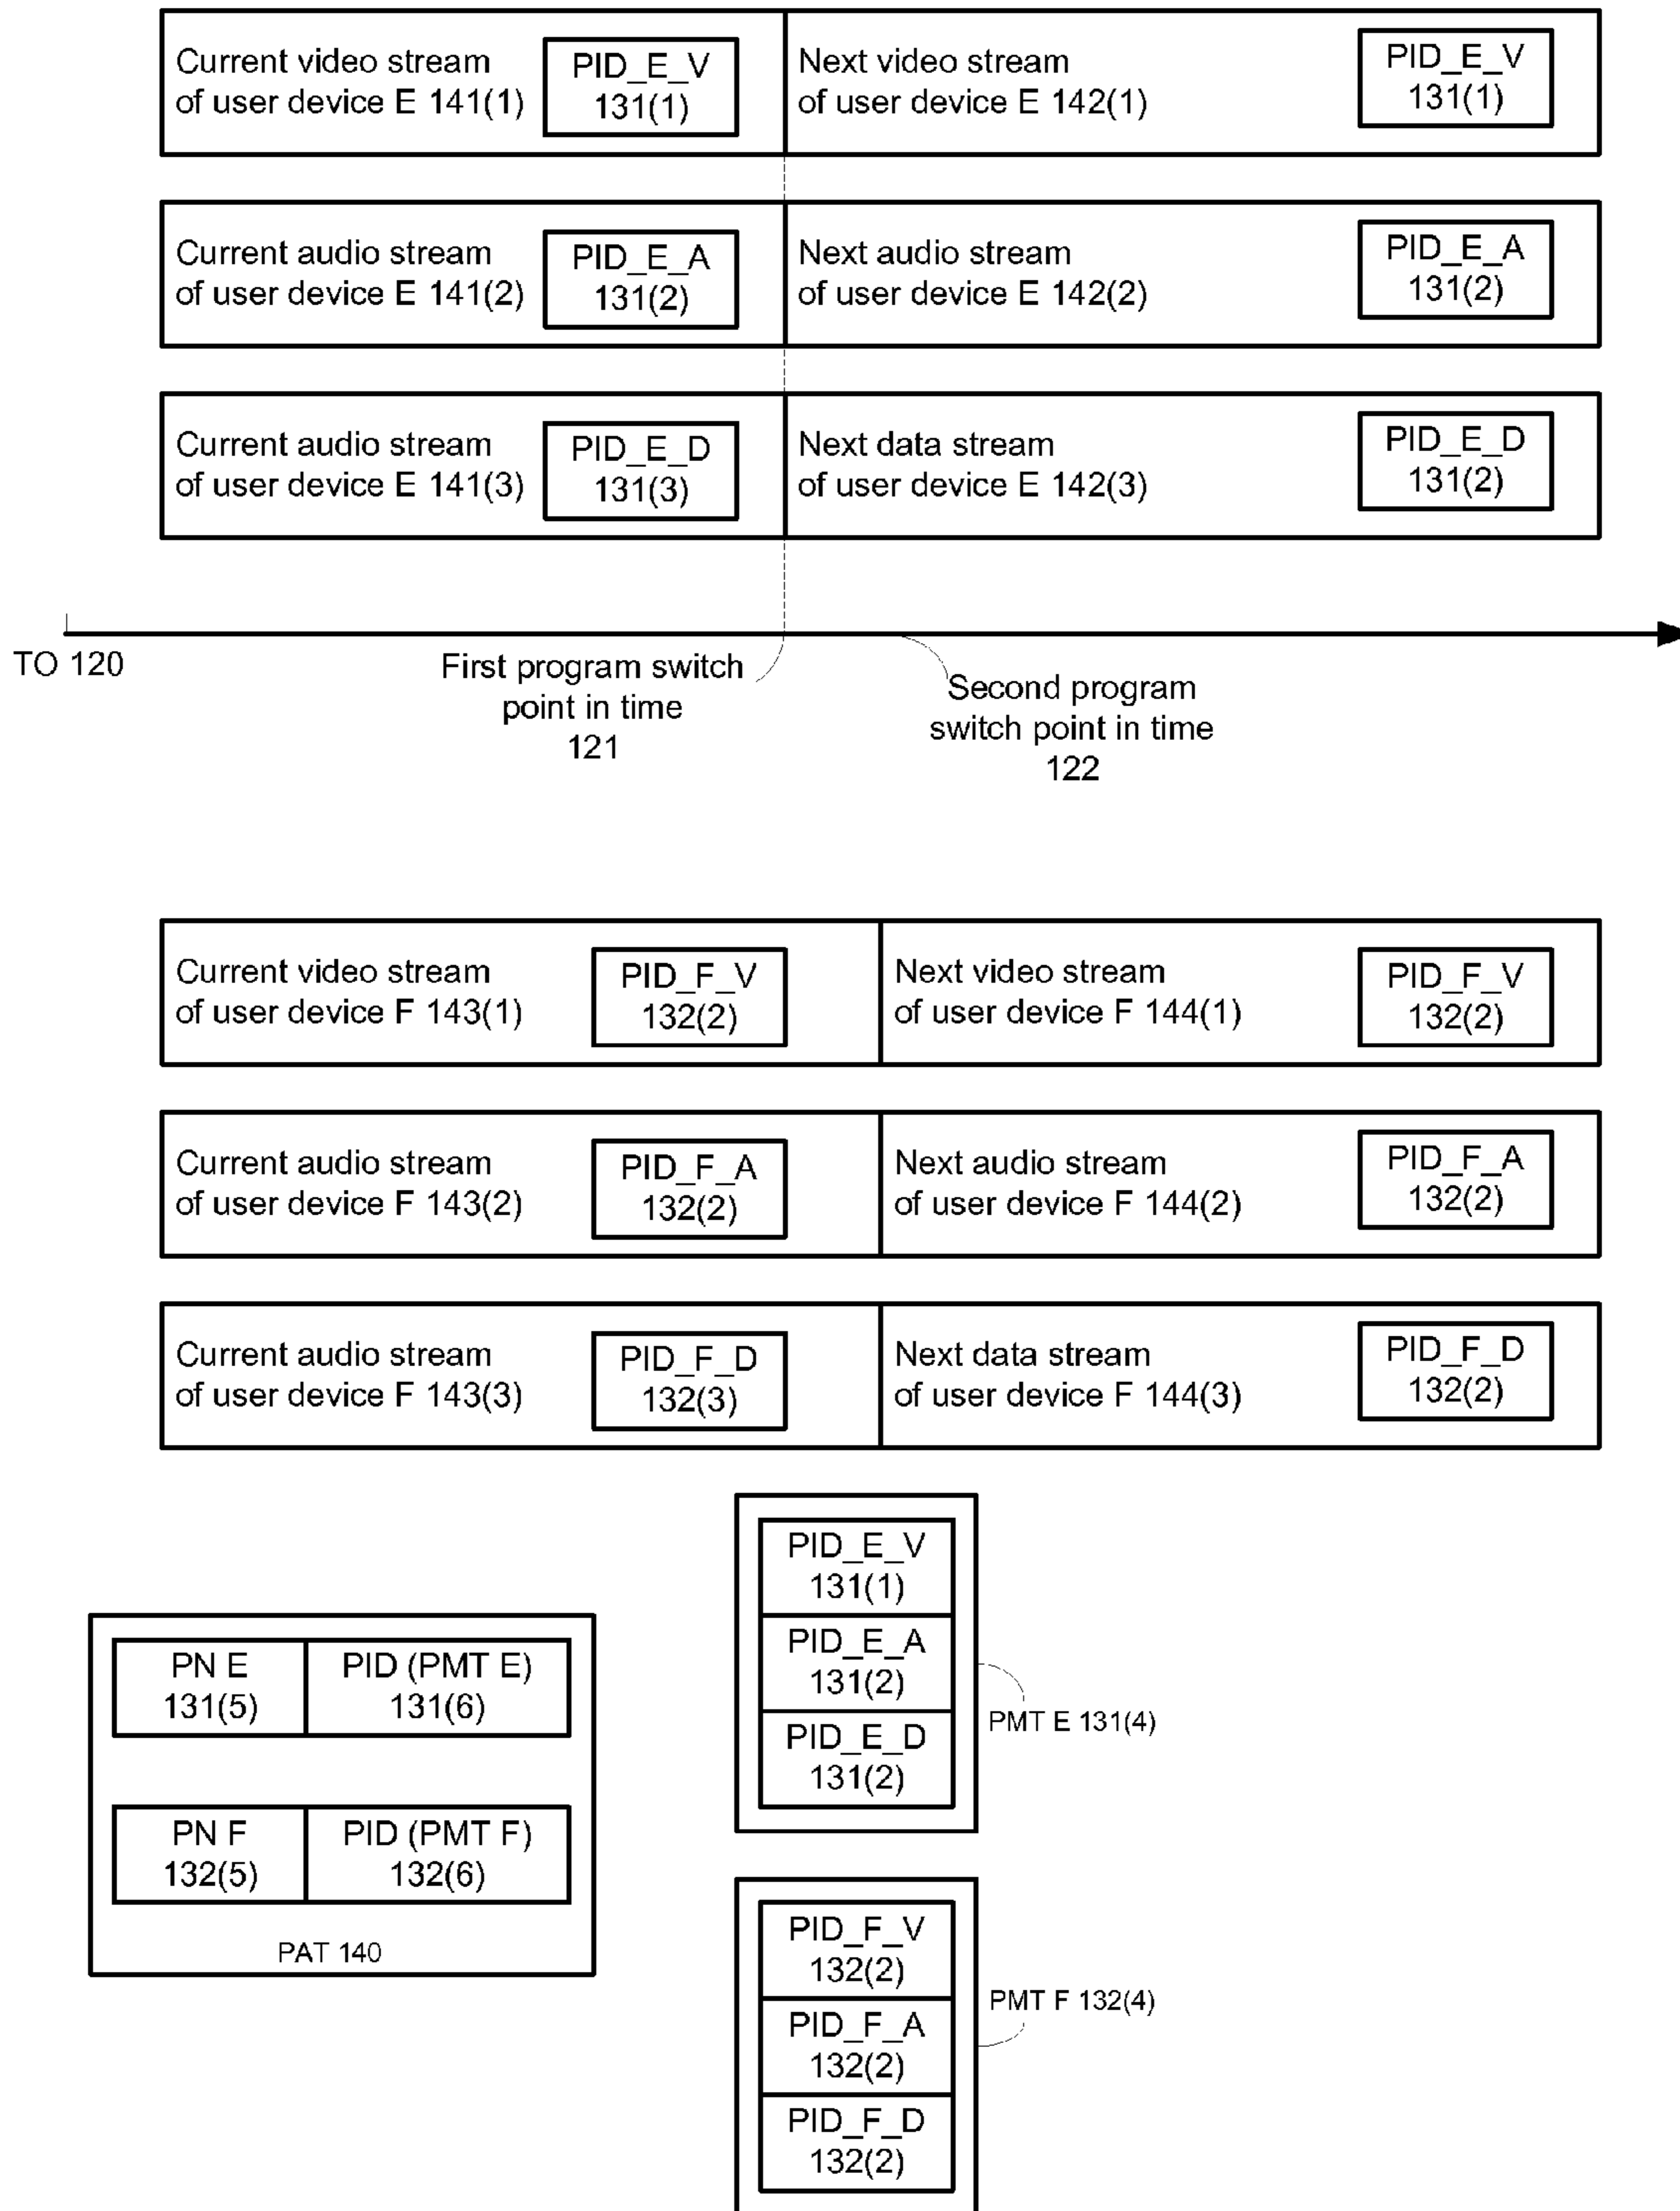 Current video stream
of user device E 141(1)
PID_E_V
131(1)
Next video stream
of user device E 142(1)
PID_E_V
131(1)
Current audio stream
of user device E 141(2)
PID_E_A
131(2)
Next audio stream
of user device E 142(2)
PID_E_A
131(2)
Current audio stream
of user device E 141(3)
PID_E_D
131(3)
Next data stream
of user device E 142(3)
PID_E_D
131(2)
TO 120
First program switch
point in time
121
Second program
switch point in time
122
Current video stream
of user device F 143(1)
PID_F_V
132(2)
Next video stream
of user device F 144(1)
PID_F_V
132(2)
Current audio stream
of user device F 143(2)
PID_F_A
132(2)
Next audio stream
of user device F 144(2)
PID_F_A
132(2)
Current audio stream
of user device F 143(3)
PID_F_D
132(3)
Next data stream
of user device F 144(3)
PID_F_D
132(2)
PID_E_V
131(1)
PID_E_A
131(2)
PID_E_D
131(2)
PMT E 131(4)
PN E
131(5)
PID (PMT E)
131(6)
PN F
132(5)
PID (PMT F)
132(6)
PAT 140
PID_F_V
132(2)
PID_F_A
132(2)
PID_F_D
132(2)
PMT F 132(4)